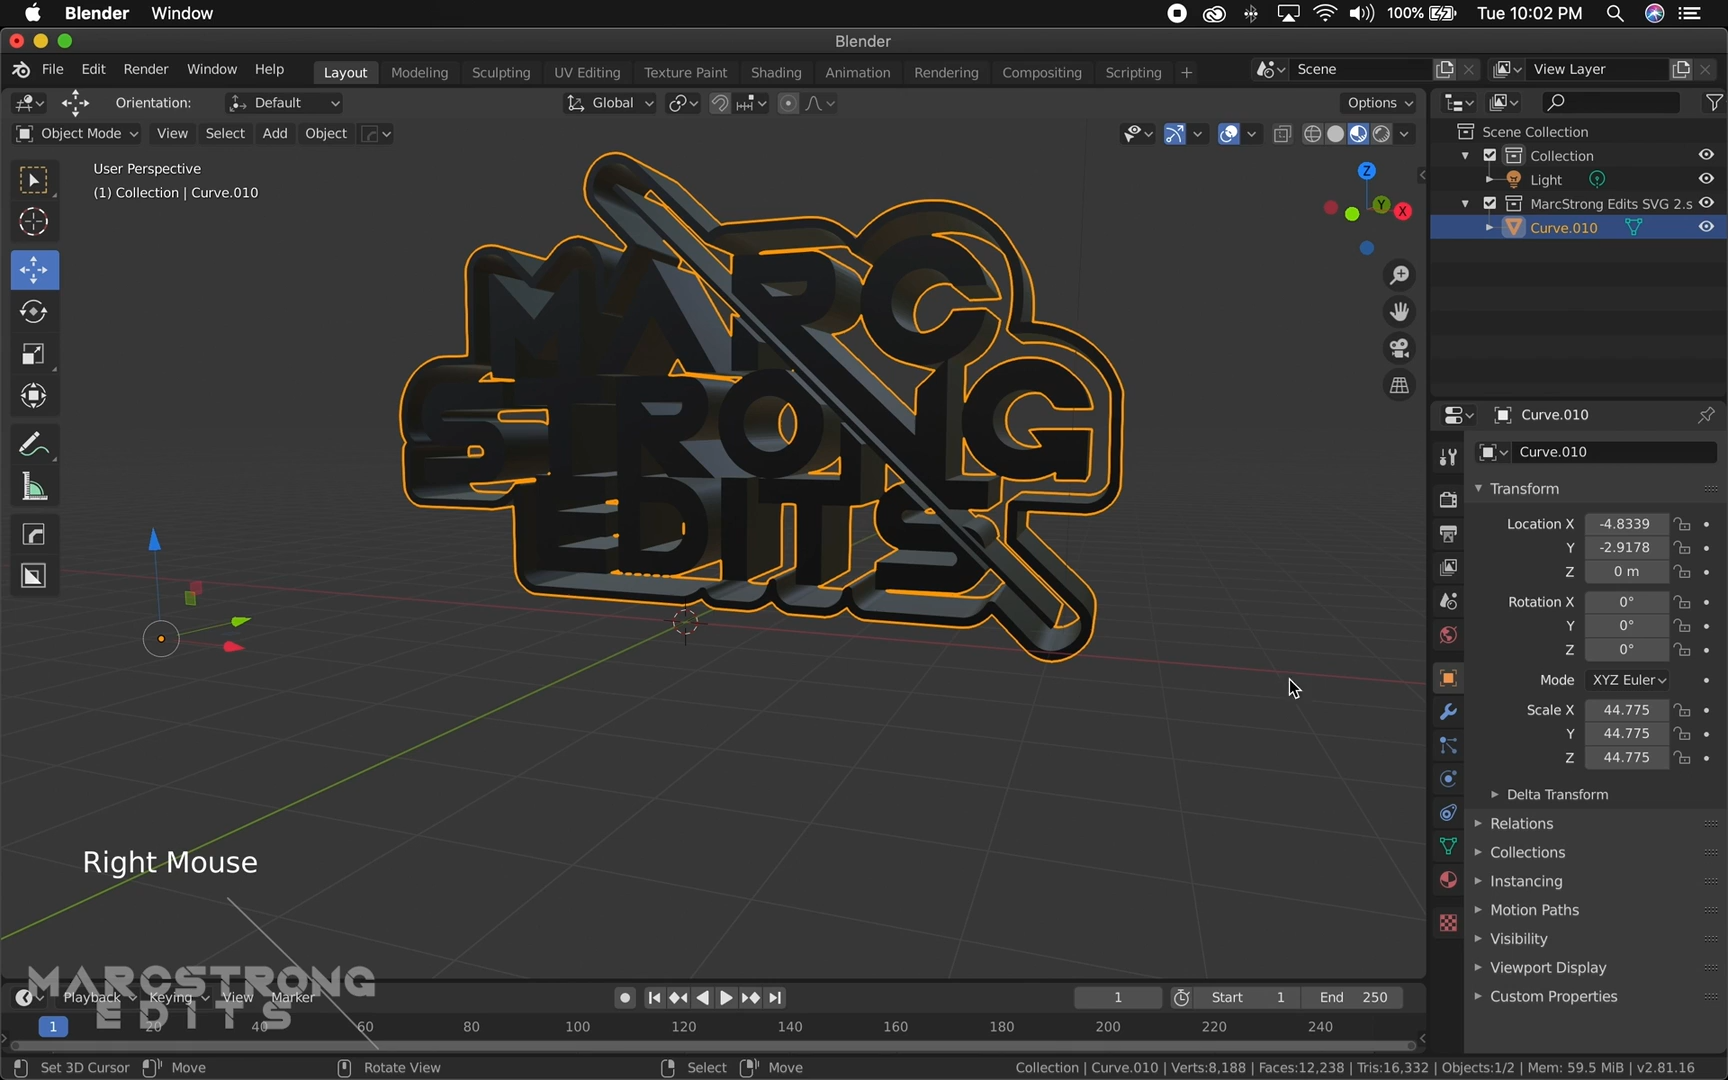 Blender Window 100% Tue 10:02 PM
Blender
File Edit Render Window Help Layout Modeling Sculpting UV Editing Texture Paint Shading Animation Rendering Compositing Scripting + Scene View Layer
Orientation: Default Global Options
Object Mode View Select Add Object
Scene Collection
Collection
Light
MarcStrong Edits SVG 2.s
Curve.010
User Perspective
(1) Collection | Curve.010
Z
Y
X
MARC
STRONG
EDITS
Curve.010
Curve.010
Transform
Location X -4.8339
Y -2.9178
Z 0 m
Rotation X 0°
Y 0°
Z 0°
Mode XYZ Euler
Scale X 44.775
Y 44.775
Z 44.775
Delta Transform
Relations
Collections
Instancing
Motion Paths
Visibility
Viewport Display
Custom Properties
Right Mouse
MARCSTRONG
EDITS
Playback Keying View Marker 1 Start 1 End 250
1 20 40 60 80 100 120 140 160 180 200 220 240
Set 3D Cursor Move Rotate View Select Move Collection | Curve.010 | Verts:8,188 | Faces:12,238 | Tris:16,332 | Objects:1/2 | Mem: 59.5 MiB | v2.81.16